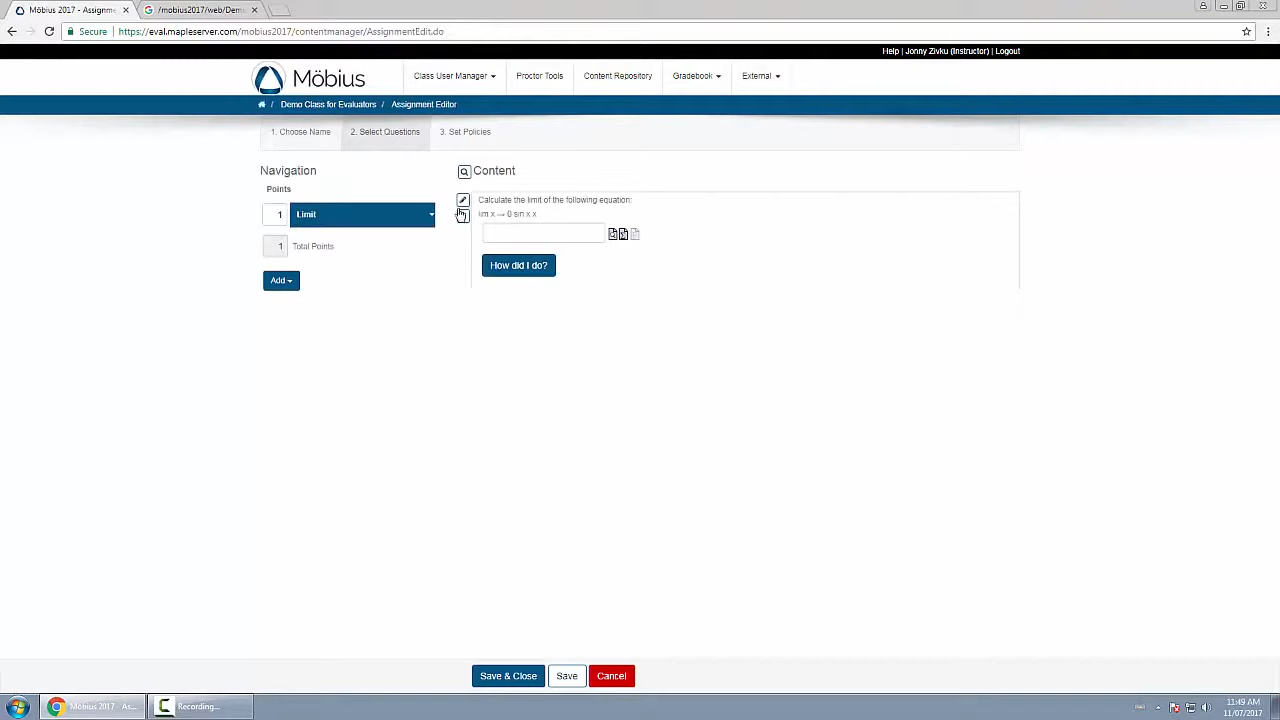 Möbius 2017 - Assignm
/mobius2017/web/Dem
Secure
https://eval.mapleserver.com/mobius2017/contentmanager/AssignmentEdit.do
Help | Jonny Zivku (Instructor) | Logout
Möbius
Class User Manager
Proctor Tools
Content Repository
Gradebook
External
/ Demo Class for Evaluators / Assignment Editor
1. Choose Name
2. Select Questions
3. Set Policies
Navigation
Content
Points
Calculate the limit of the following equation:
1
Limit
lim x → 0 sin x x
1
Total Points
How did I do?
Add
Save & Close
Save
Cancel
Möbius 2017 - As...
Recording...
11:49 AM
11/07/2017